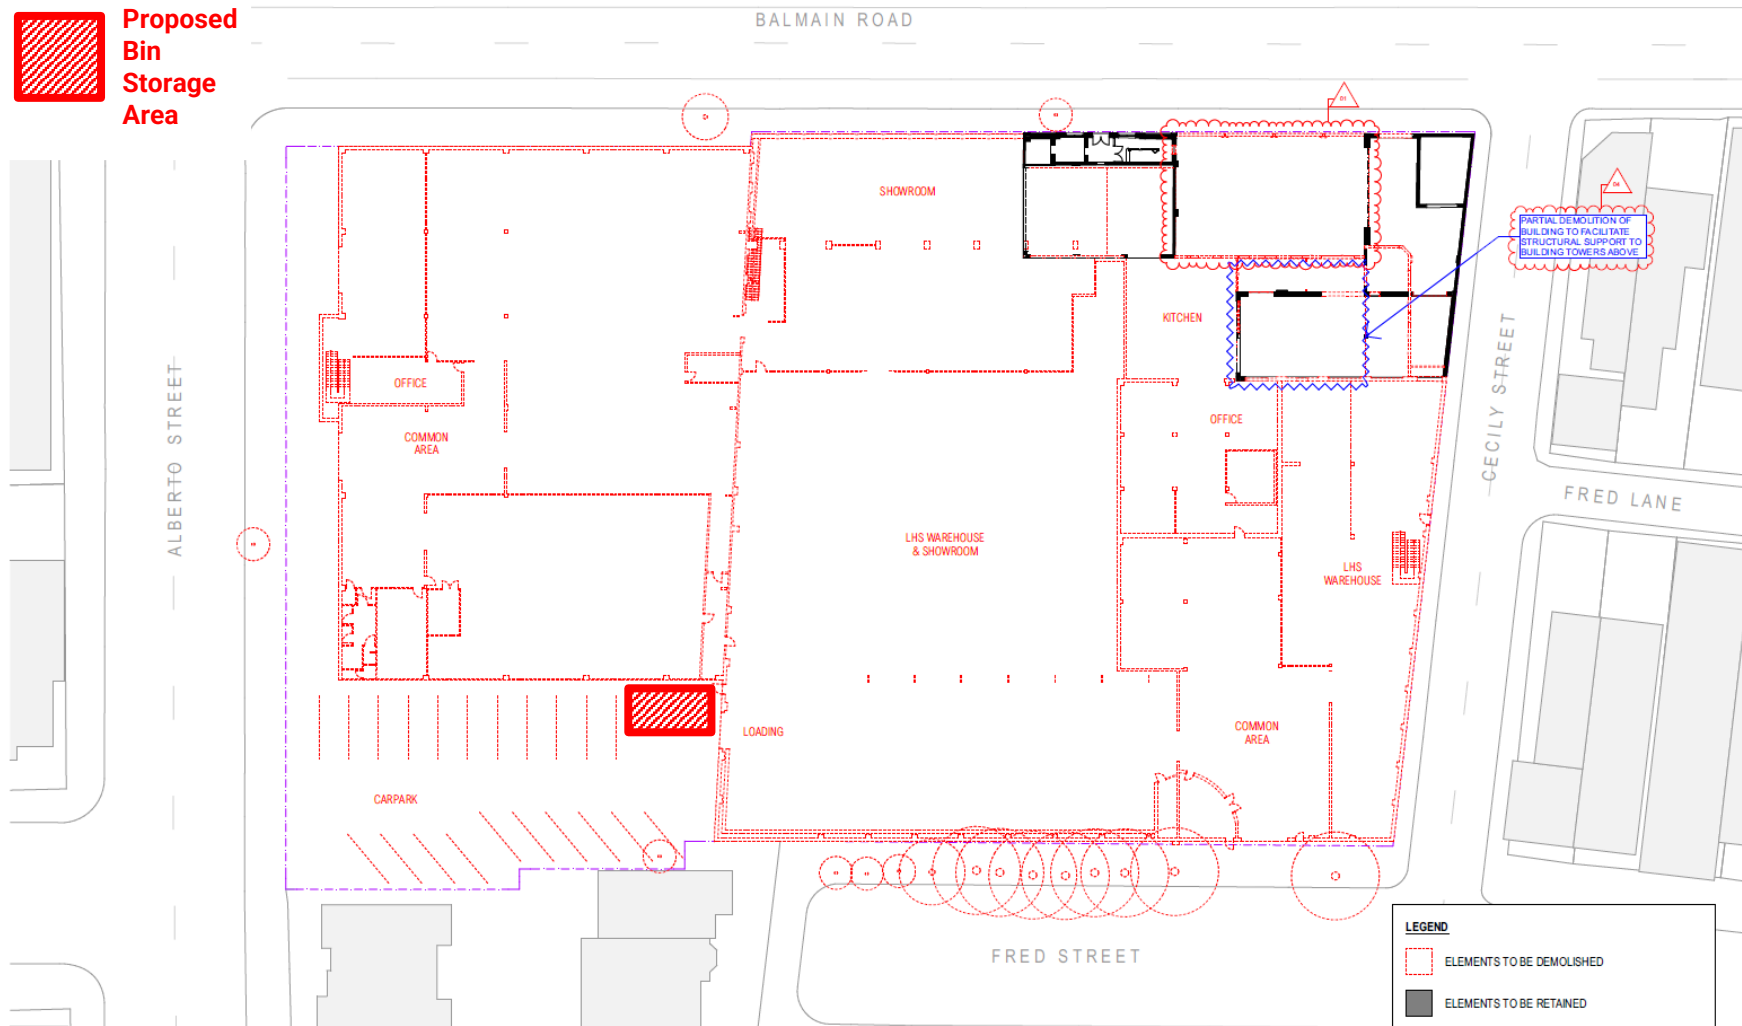 Proposed
Bin
Storage
Area
BALMAIN ROAD
01
04
SHOWROOM
PARTIAL DEMOLITION OF
BUILDING TO FACILITATE
STRUCTURAL SUPPORT TO
BUILDING TOWERS ABOVE
KITCHEN
OFFICE
OFFICE
COMMON
AREA
ALBERTO STREET
CECILY STREET
FRED LANE
LHS WAREHOUSE
& SHOWROOM
LHS
WAREHOUSE
LOADING
COMMON
AREA
CARPARK
FRED STREET
LEGEND
ELEMENTS TO BE DEMOLISHED
ELEMENTS TO BE RETAINED